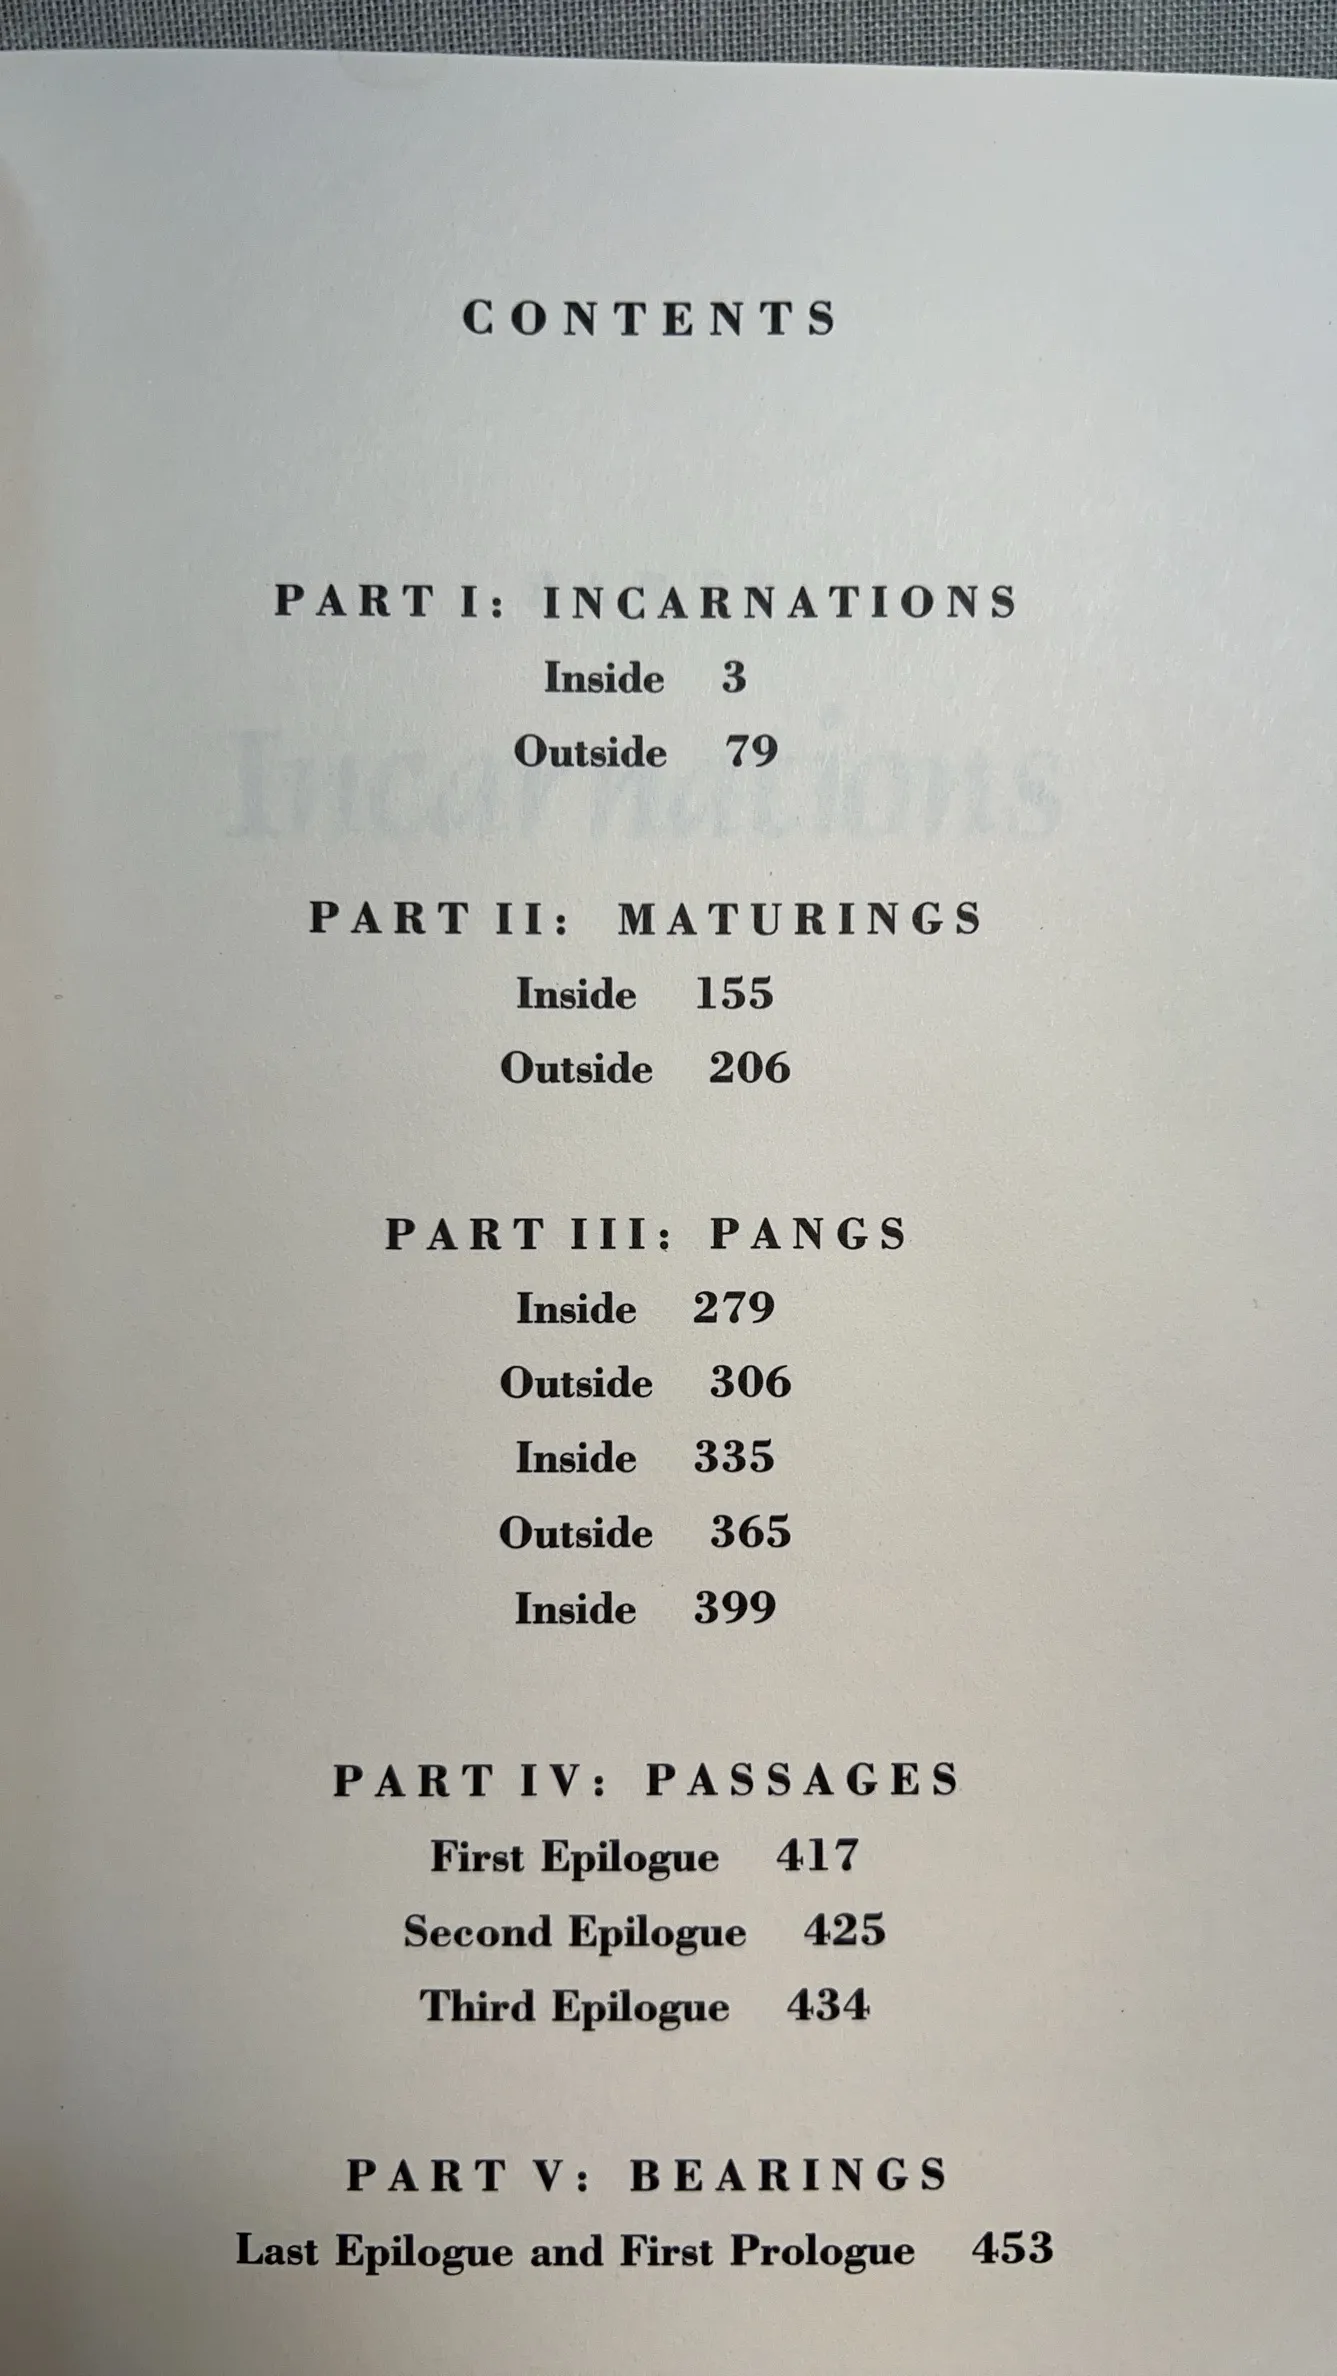 CONTENTS
PART I: INCARNATIONS
Inside 3
Outside 79
Incarnations
PART II: MATURINGS
Inside 155
Outside 206
PART III: PANGS
Inside 279
Outside 306
Inside 335
Outside 365
Inside 399
PART IV: PASSAGES
First Epilogue 417
Second Epilogue 425
Third Epilogue 434
PART V: BEARINGS
Last Epilogue and First Prologue 453